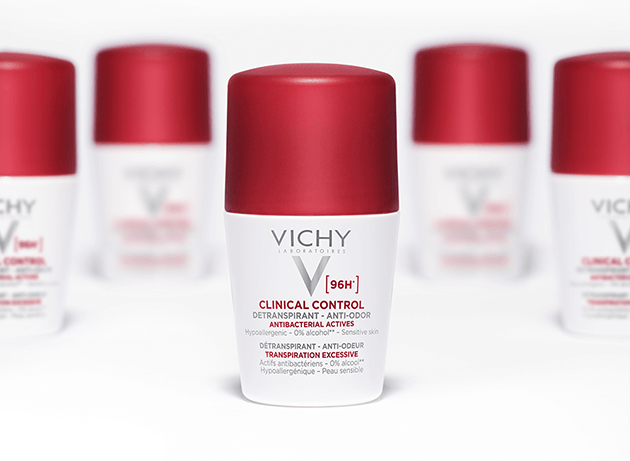 VICHY
LABORATOIRES
V [96H*]
CLINICAL CONTROL
DETRANSPIRANT - ANTI-ODOR
ANTIBACTERIAL ACTIVES
Hypoallergenic - 0% alcohol** - Sensitive skin
DÉTRANSPIRANT - ANTI-ODEUR
TRANSPIRATION EXCESSIVE
Actifs antibactériens - 0% alcool**
Hypoallergénique - Peau sensible